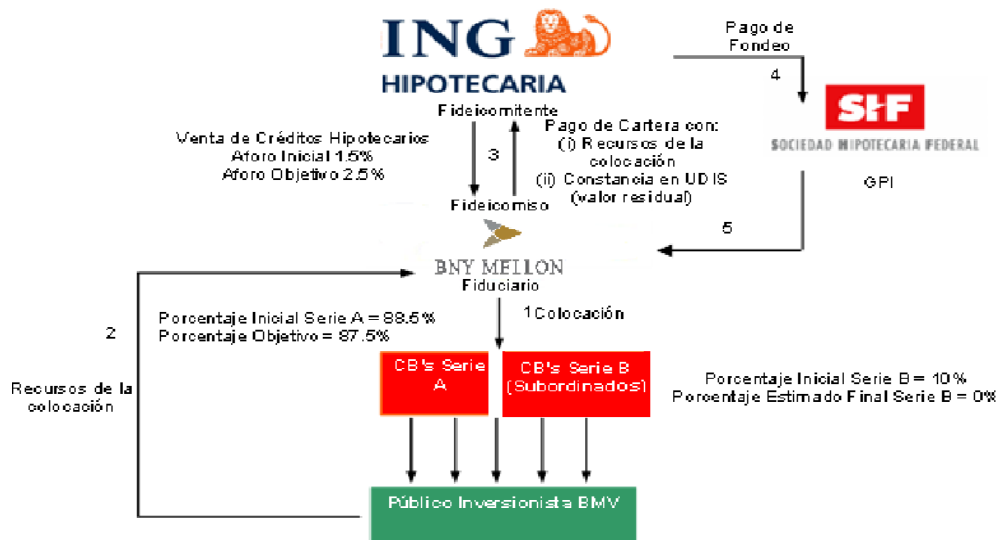 ING
HIPOTECARIA
Fideicomitente
Pago de
Fondeo
4
SHF
SOCIEDAD HIPOTECARIA FEDERAL
GPI
Venta de Créditos Hipotecarios
Aforo Inicial 1.5%
Aforo Objetivo 2.5%
3
Pago de Cartera con:
(i) Recursos de la
colocación
(ii) Constancia en UDIS
(valor residual)
Fideicomiso
5
BNY MELLON
Fiduciario
2
Porcentaje Inicial Serie A = 88.5%
Porcentaje Objetivo = 87.5%
1 Colocación
Recursos de la
colocación
CB's Serie
A
CB's Serie B
(Subordinados)
Porcentaje Inicial Serie B = 10%
Porcentaje Estimado Final Serie B = 0%
Público Inversionista BMV